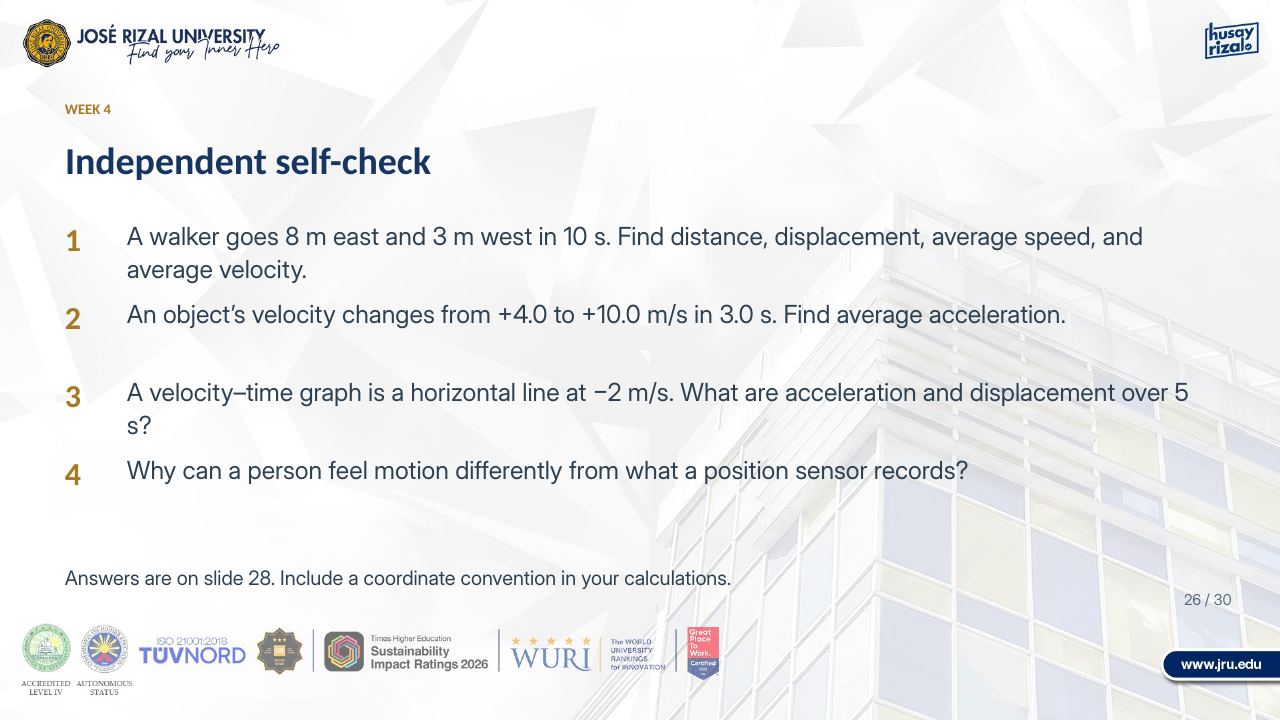 JOSÉ RIZAL UNIVERSITY
Find your Inner Hero
husay
rizal
WEEK 4
Independent self-check
1 A walker goes 8 m east and 3 m west in 10 s. Find distance, displacement, average speed, and
average velocity.
2 An object’s velocity changes from +4.0 to +10.0 m/s in 3.0 s. Find average acceleration.
3 A velocity–time graph is a horizontal line at −2 m/s. What are acceleration and displacement over 5
s?
4 Why can a person feel motion differently from what a position sensor records?
Answers are on slide 28. Include a coordinate convention in your calculations.
26 / 30
ACCREDITED
LEVEL IV
AUTONOMOUS
STATUS
ISO 21001:2018
TÜVNORD
Times Higher Education
Sustainability
Impact Ratings 2026
WURI
The WORLD
UNIVERSITY
RANKINGS
for INNOVATION
Great
Place
To
Work.
Certified
www.jru.edu